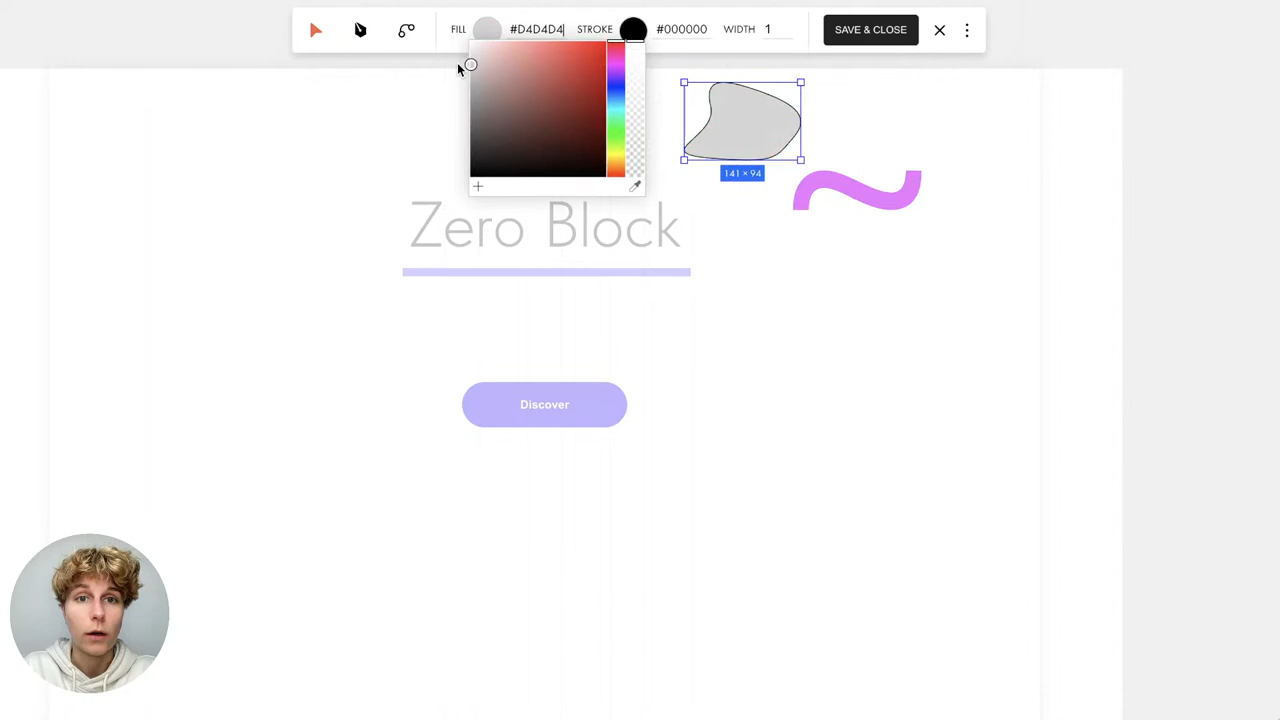 FILL #D4D4D4 STROKE #000000 WIDTH 1 SAVE & CLOSE
141 × 94
Zero Block
Discover